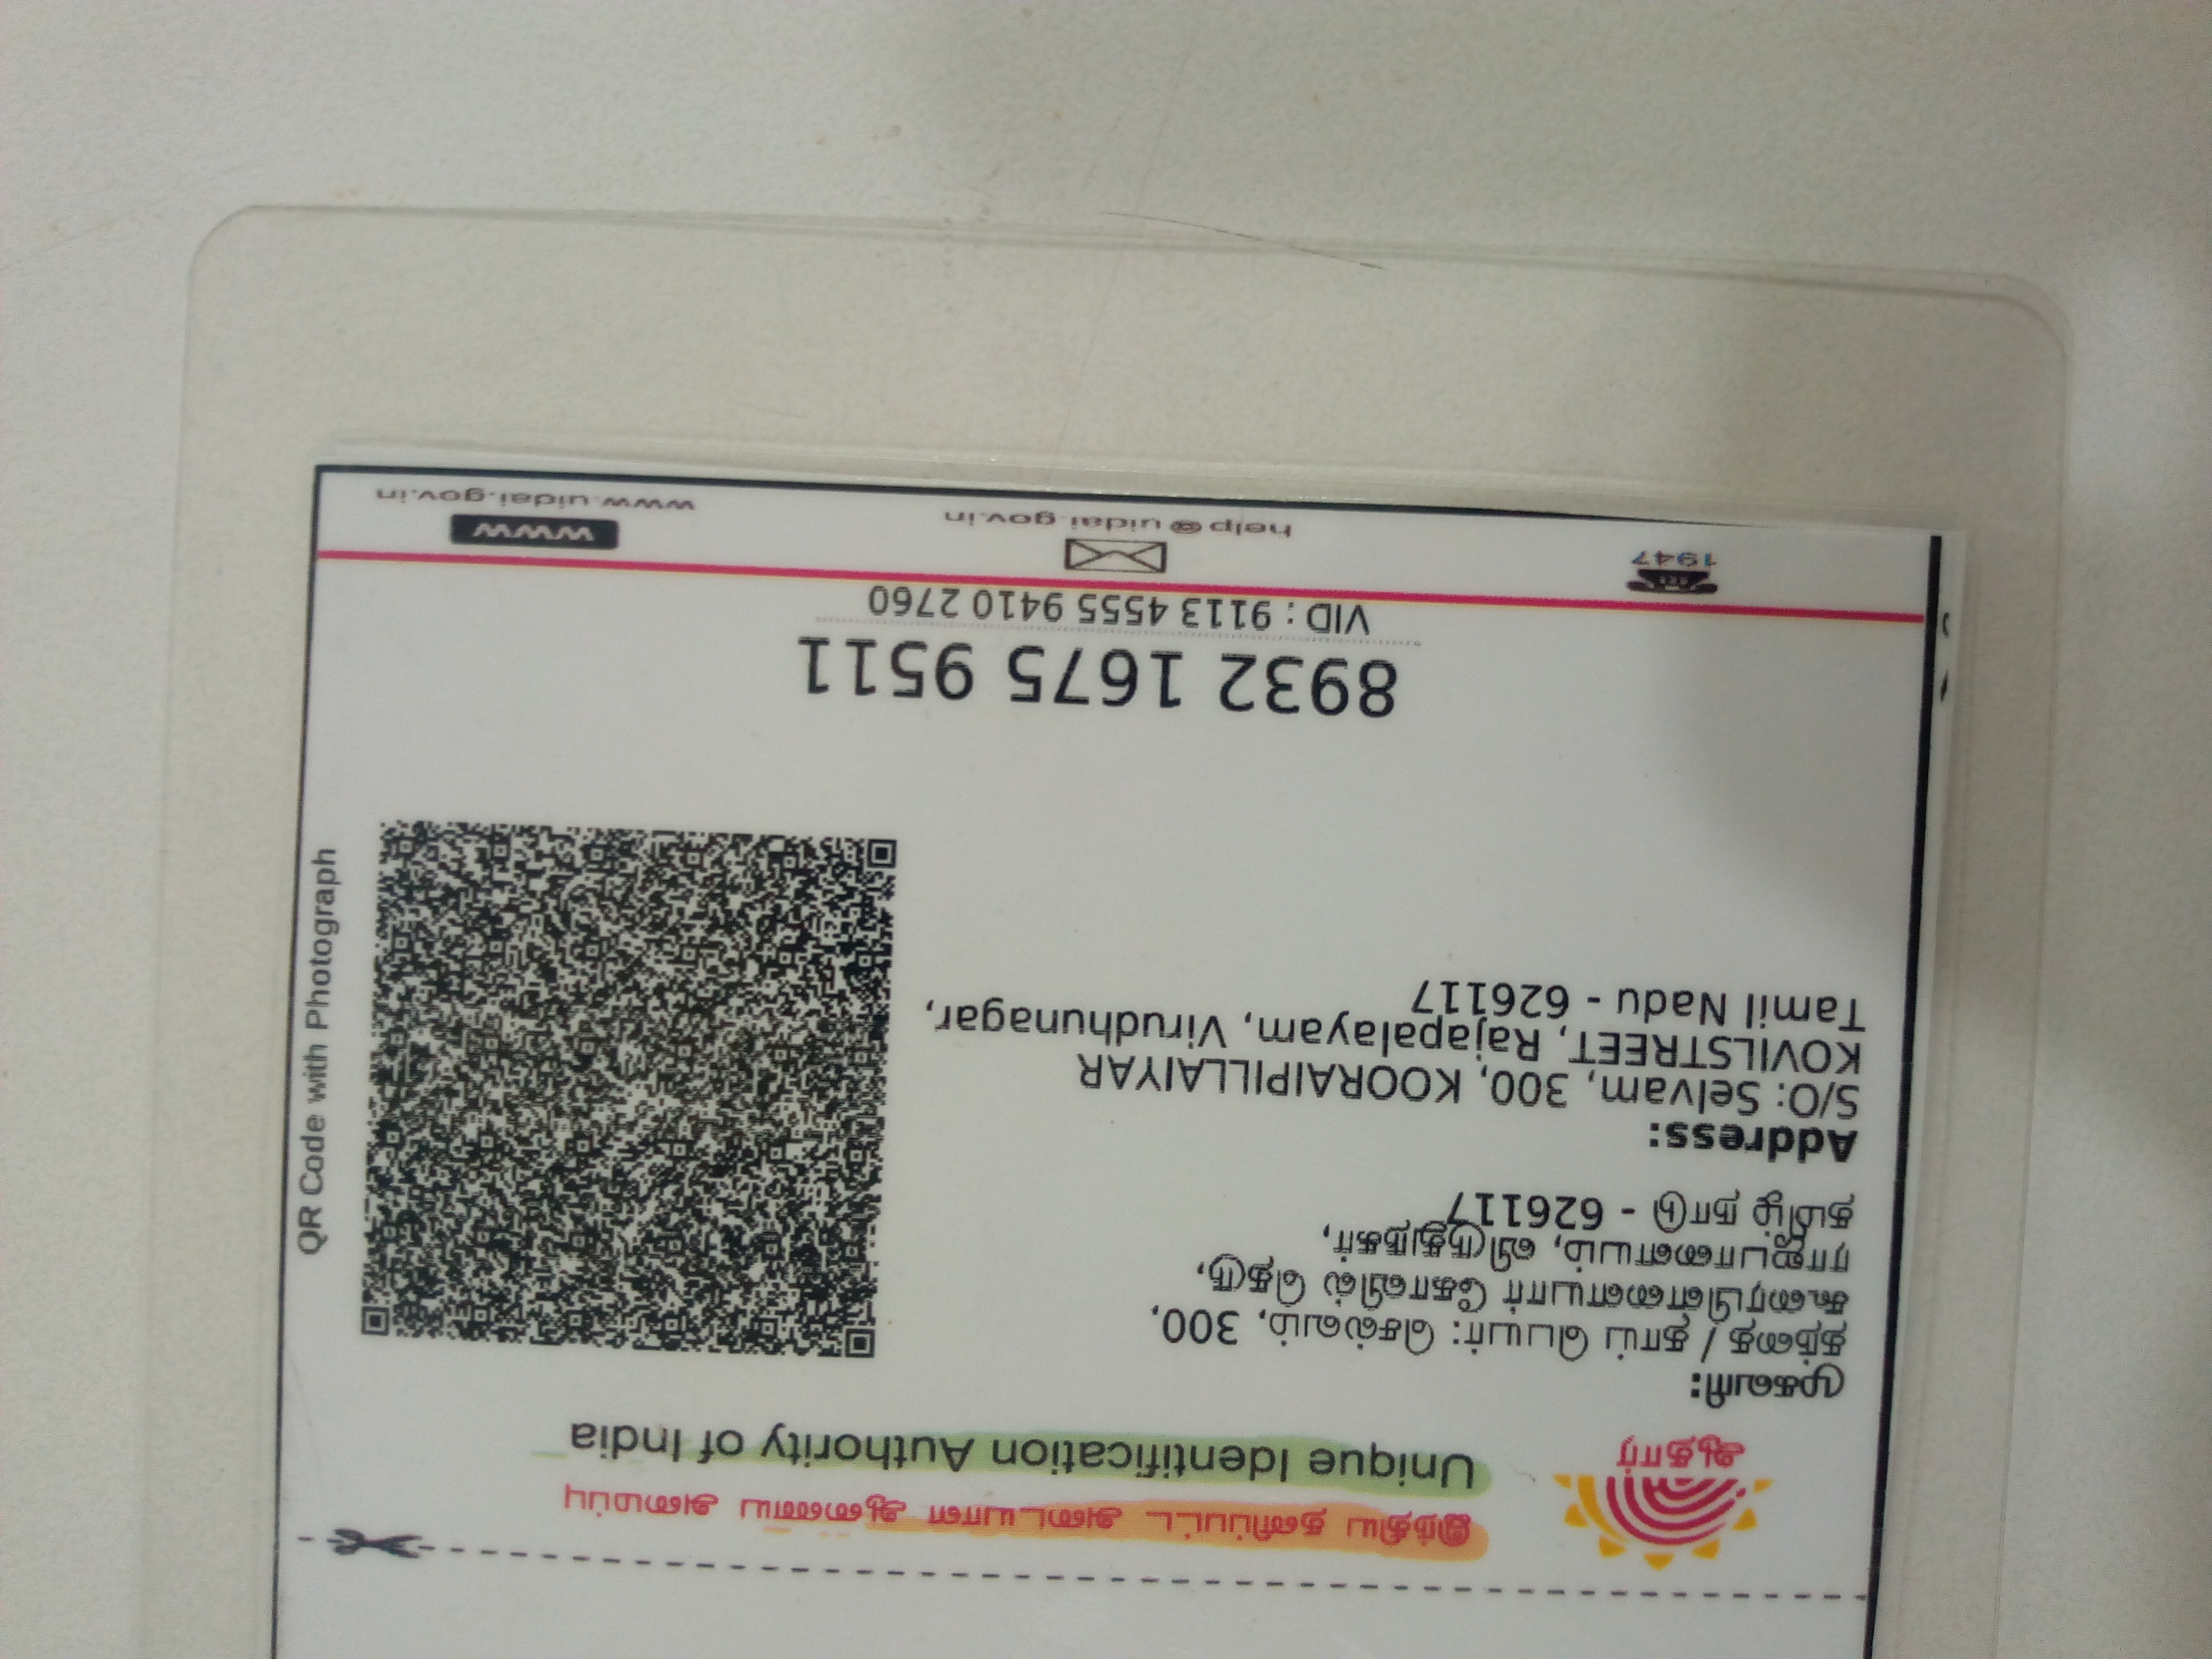 இந்திய தனிப்பட்ட அடையாள ஆணைய அமைப்பு
Unique Identification Authority of India
ஆதார்
முகவரி:
தந்தை / தாய் பெயர்: செல்வம், 300,
கூரைபிள்ளையார் கோவில் தெரு,
ராஜபாளையம், விருதுநகர்,
தமிழ் நாடு - 626117
Address:
S/O: Selvam, 300, KOORAIPILLAIYAR
KOVILSTREET, Rajapalayam, Virudhunagar,
Tamil Nadu - 626117
QR Code with Photograph
8932 1675 9511
VID : 9113 4555 9410 2760
1947
help@uidai.gov.in
www
www.uidai.gov.in